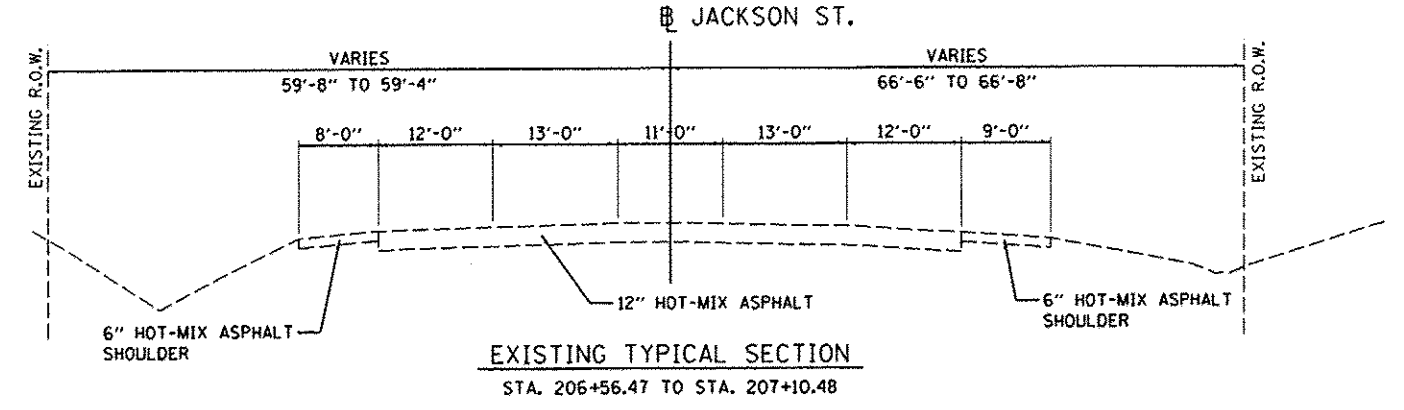 ℄ JACKSON ST.
EXISTING R.O.W.
VARIES
59'-8" TO 59'-4"
VARIES
66'-6" TO 66'-8"
EXISTING R.O.W.
8'-0" 12'-0" 13'-0" 11'-0" 13'-0" 12'-0" 9'-0"
6" HOT-MIX ASPHALT
SHOULDER
12" HOT-MIX ASPHALT
6" HOT-MIX ASPHALT
SHOULDER
EXISTING TYPICAL SECTION
STA. 206+56.47 TO STA. 207+10.48